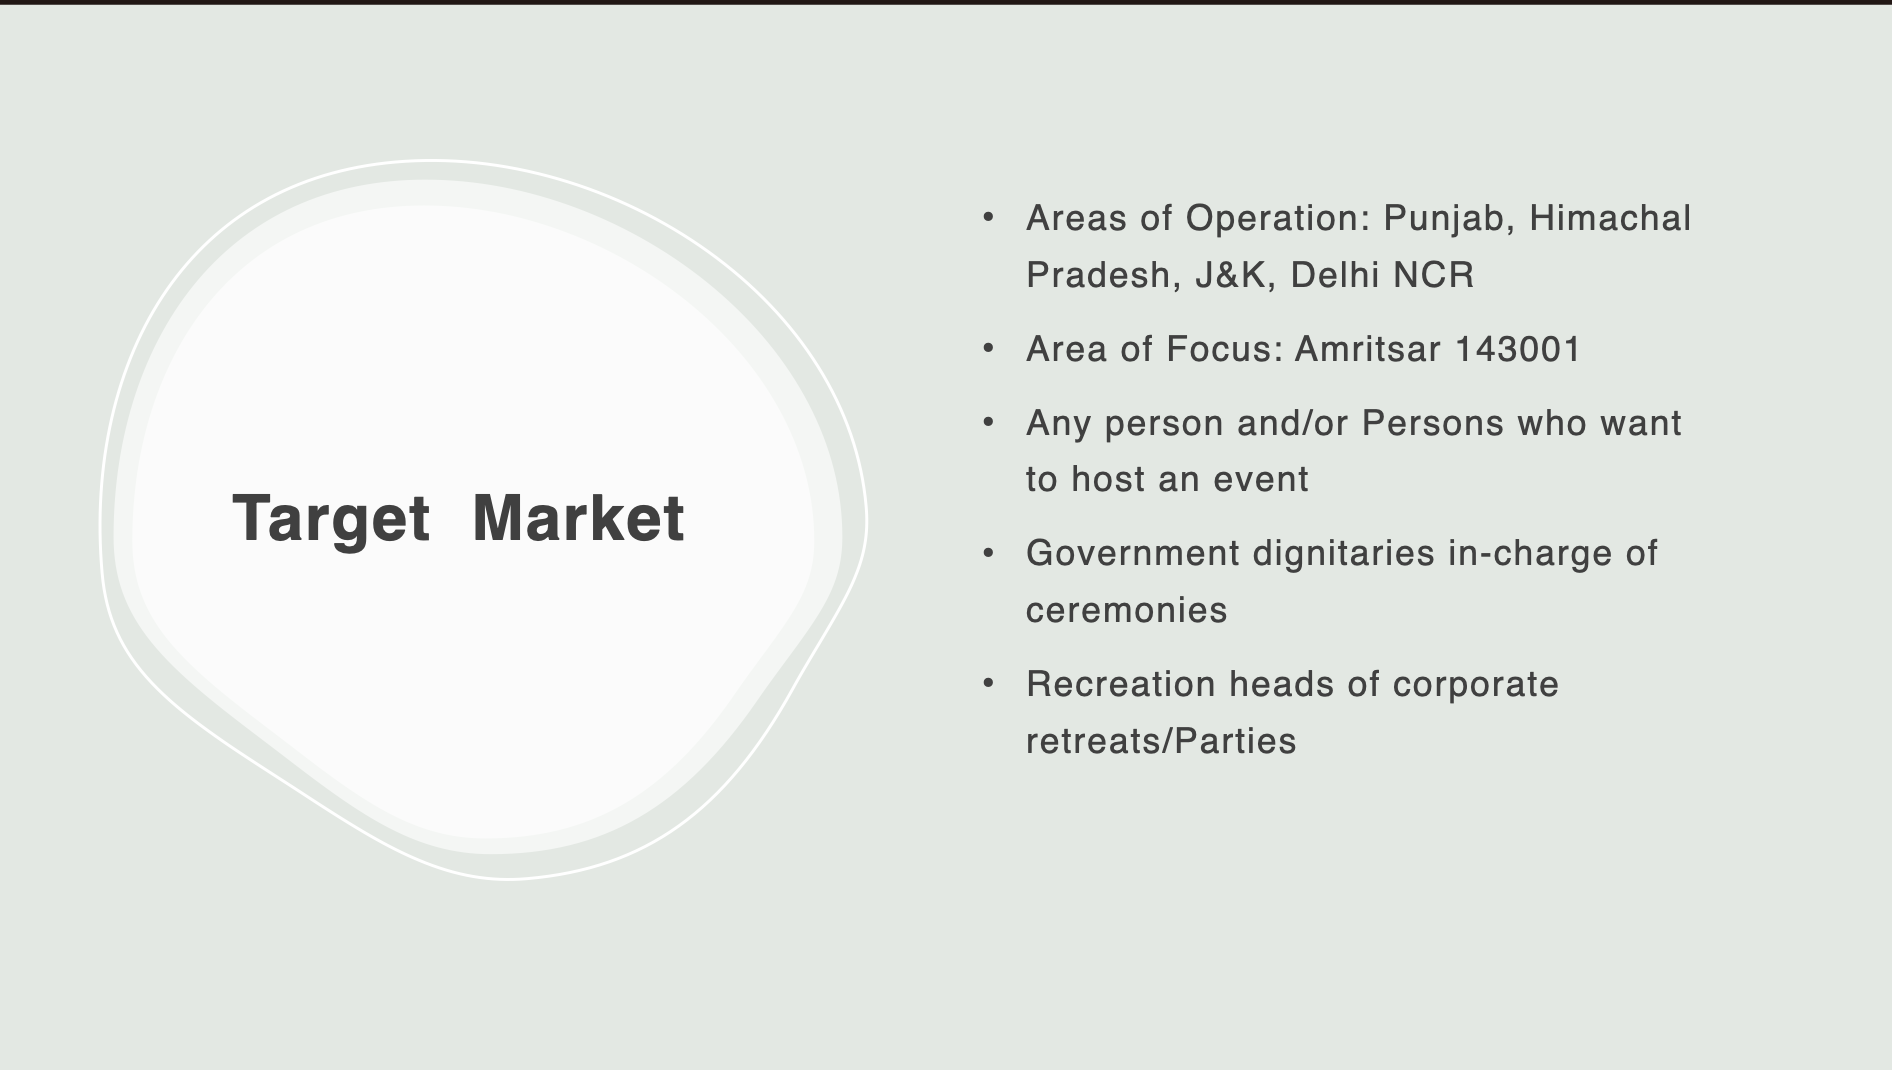 Target Market
• Areas of Operation: Punjab, Himachal
Pradesh, J&K, Delhi NCR
• Area of Focus: Amritsar 143001
• Any person and/or Persons who want
to host an event
• Government dignitaries in-charge of
ceremonies
• Recreation heads of corporate
retreats/Parties